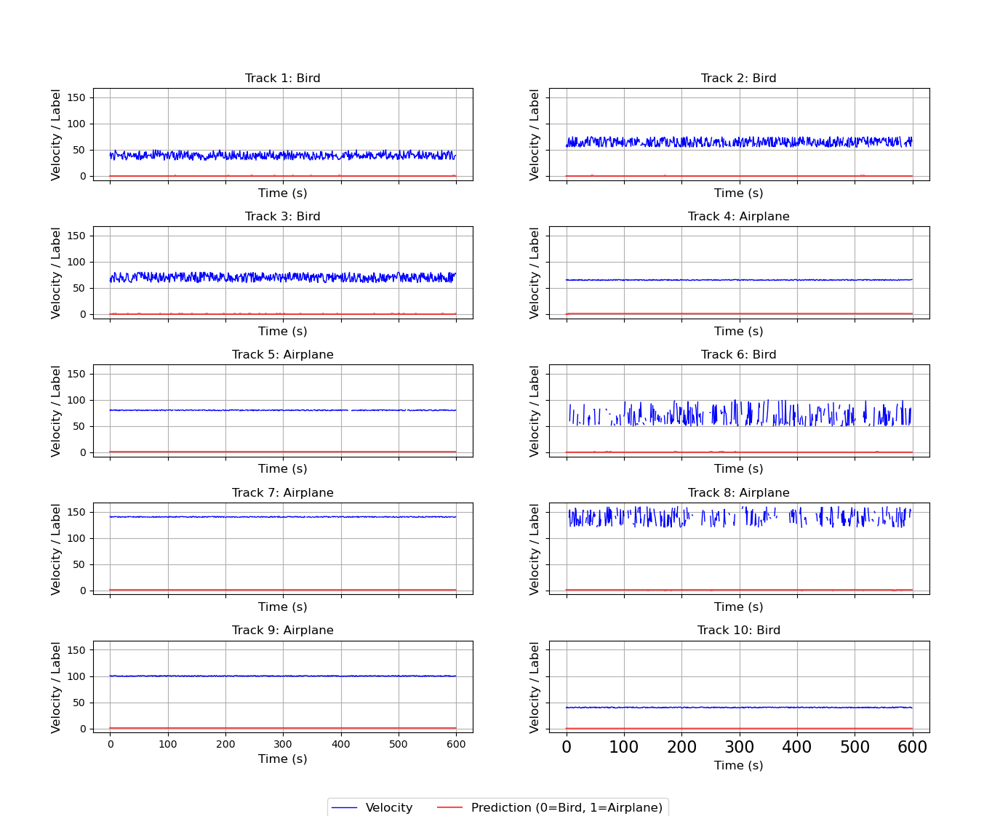 Track 1: Bird
Velocity / Label
150
100
50
0
Time (s)
Track 2: Bird
Velocity / Label
Time (s)
Track 3: Bird
Velocity / Label
150
100
50
0
Time (s)
Track 4: Airplane
Velocity / Label
Time (s)
Track 5: Airplane
Velocity / Label
150
100
50
0
Time (s)
Track 6: Bird
Velocity / Label
Time (s)
Track 7: Airplane
Velocity / Label
150
100
50
0
Time (s)
Track 8: Airplane
Velocity / Label
Time (s)
Track 9: Airplane
Velocity / Label
150
100
50
0
0 100 200 300 400 500 600
Time (s)
Track 10: Bird
Velocity / Label
0 100 200 300 400 500 600
Time (s)
Velocity
Prediction (0=Bird, 1=Airplane)